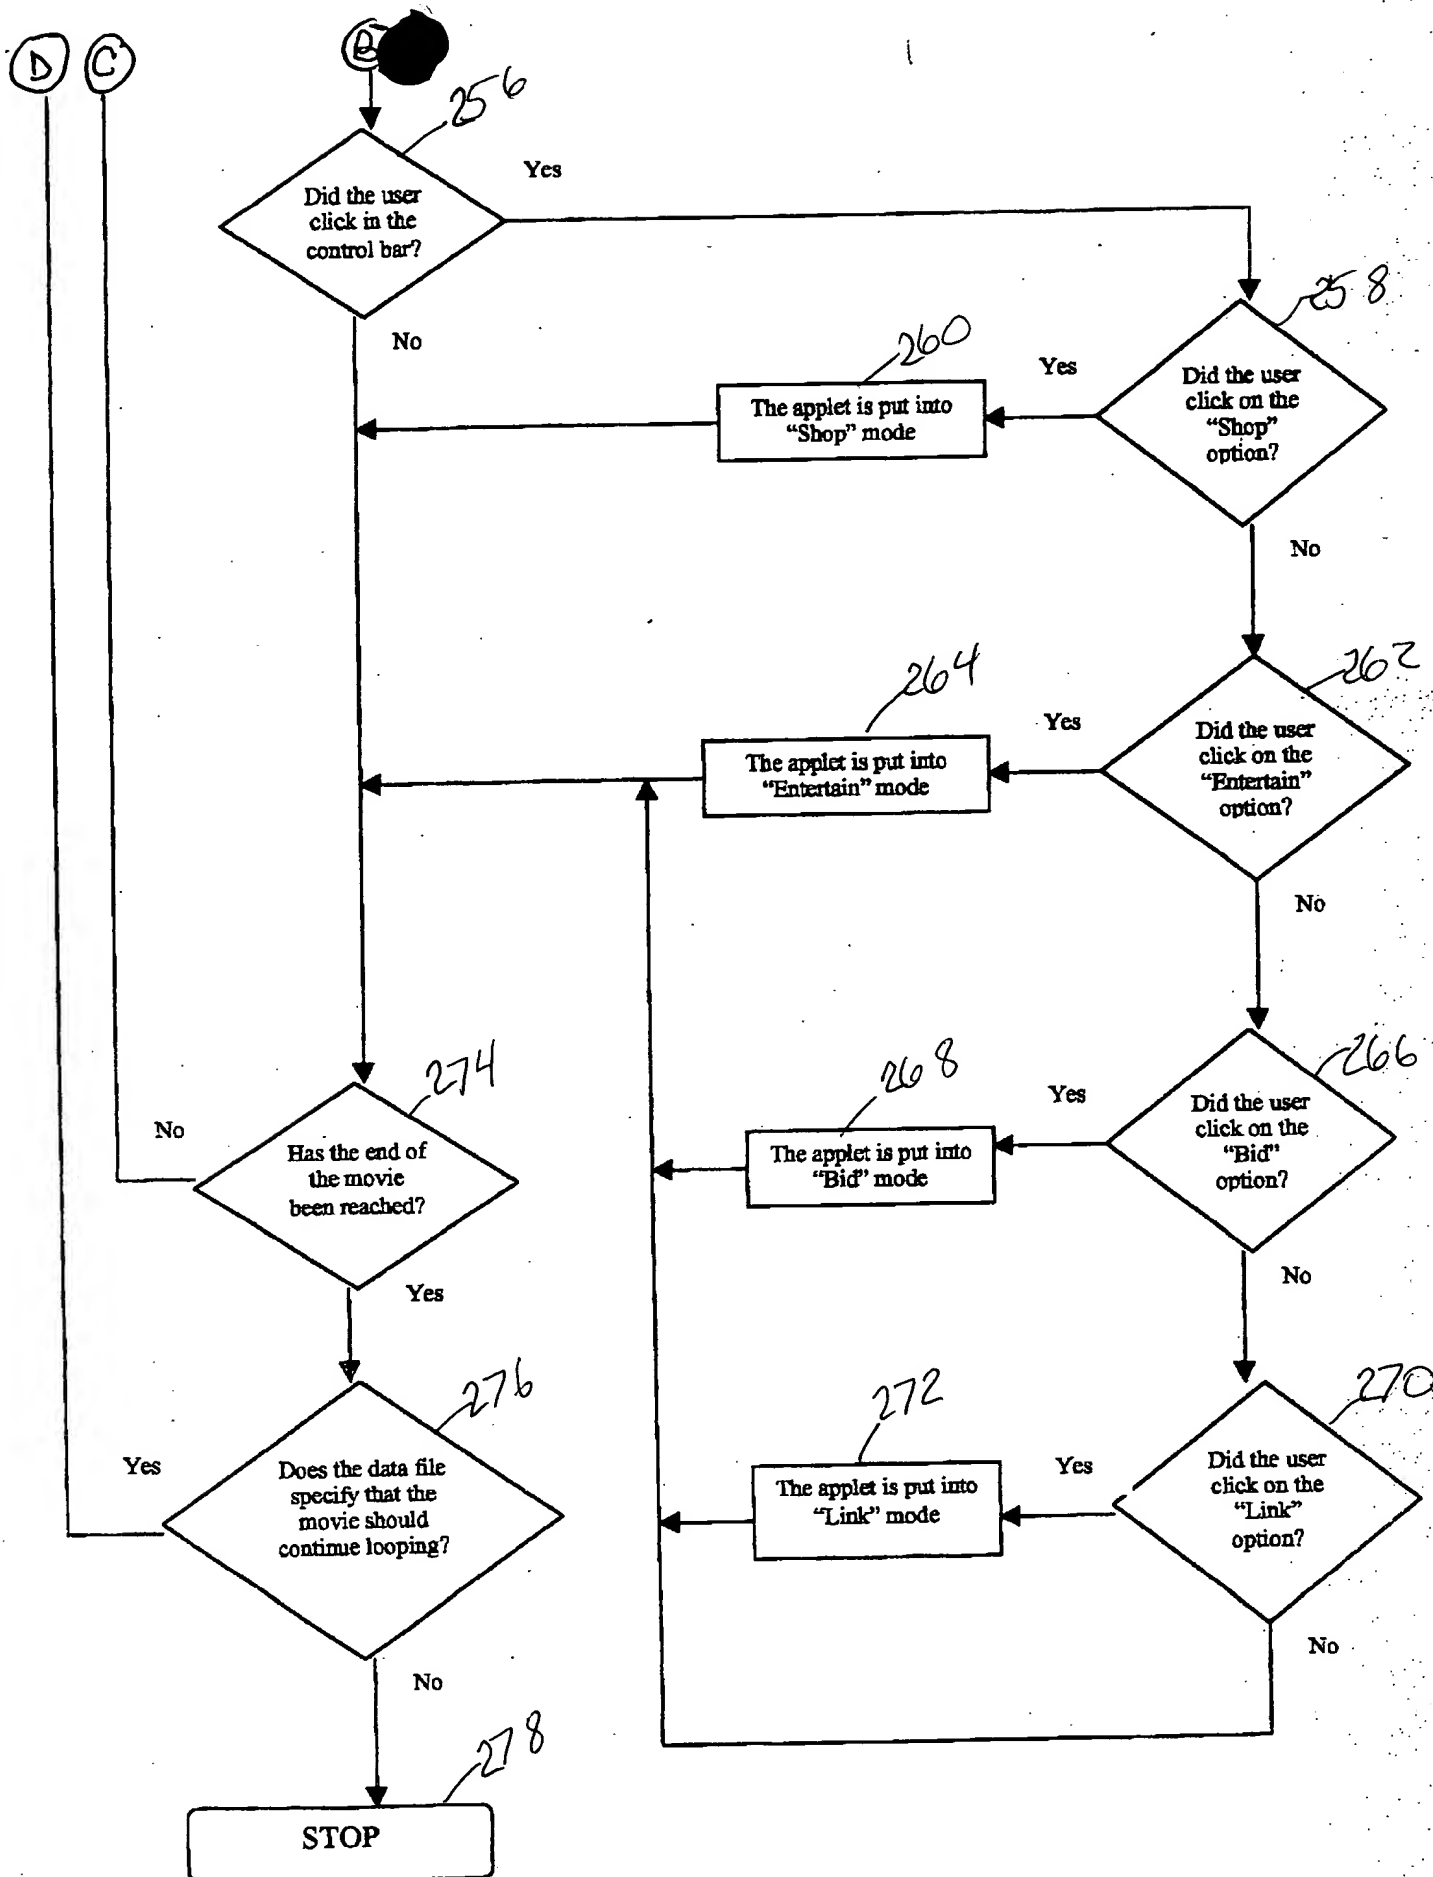 D
C
B
256
Yes
Did the user
click in the
control bar?
No
258
Did the user
click on the
“Shop”
option?
Yes
260
The applet is put into
“Shop” mode
No
262
Did the user
click on the
“Entertain”
option?
Yes
264
The applet is put into
“Entertain” mode
No
266
Did the user
click on the
“Bid”
option?
Yes
268
The applet is put into
“Bid” mode
No
270
Did the user
click on the
“Link”
option?
Yes
272
The applet is put into
“Link” mode
No
274
Has the end of
the movie
been reached?
No
Yes
276
Does the data file
specify that the
movie should
continue looping?
Yes
No
278
STOP